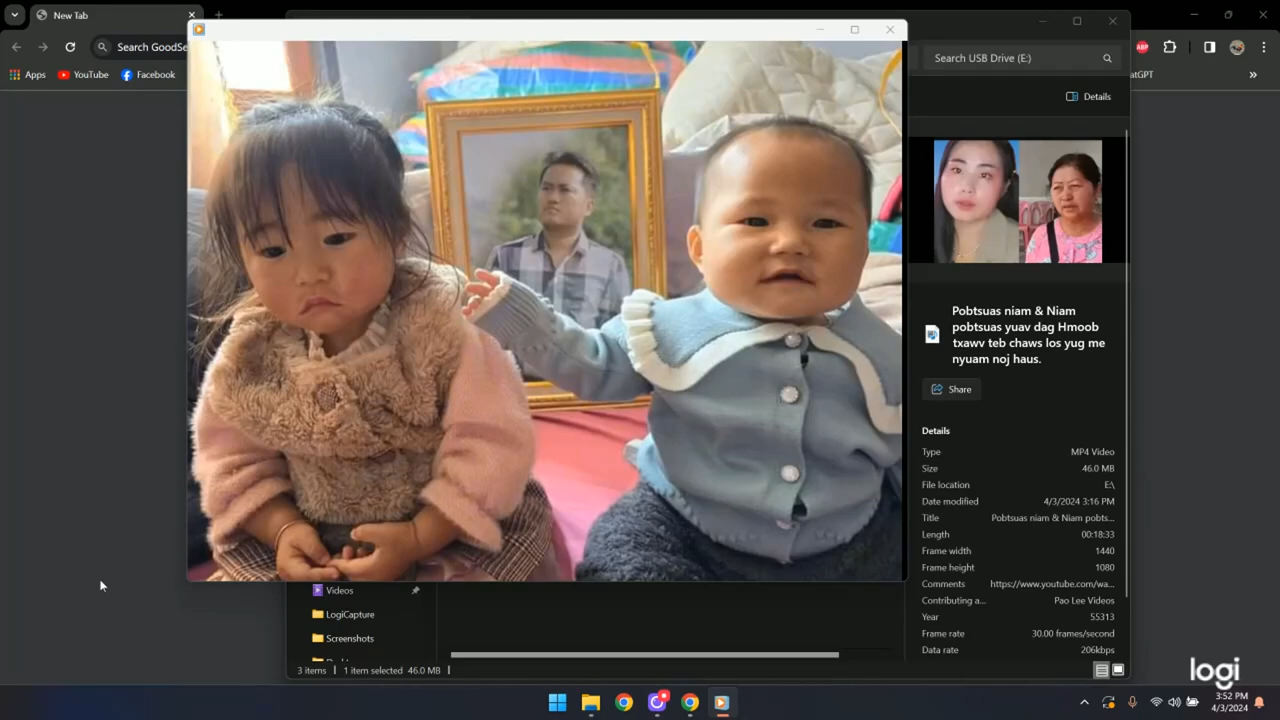 New Tab
Search GoodSe
Apps
YouTube
Facebook
ABP
atGPT
Search USB Drive (E:)
Details
Pobtsuas niam & Niam
pobtsuas yuav dag Hmoob
txawv teb chaws los yug me
nyuam noj haus.
Share
Details
Type MP4 Video
Size 46.0 MB
File location E:\
Date modified 4/3/2024 3:16 PM
Title Pobtsuas niam & Niam pobts...
Length 00:18:33
Frame width 1440
Frame height 1080
Comments https://www.youtube.com/wa...
Contributing a... Pao Lee Videos
Year 55313
Frame rate 30.00 frames/second
Data rate 206kbps
Videos
LogiCapture
Screenshots
3 items 1 item selected 46.0 MB
logi
3:52 PM
4/3/2024